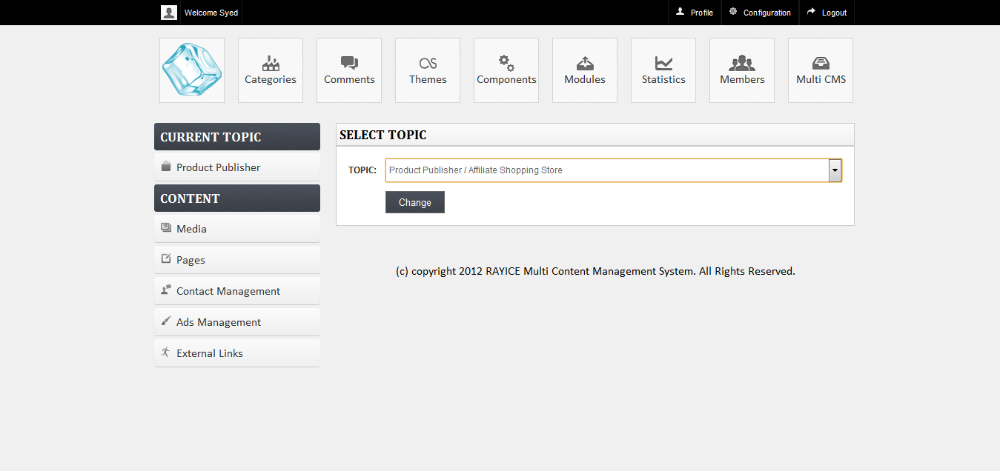 Welcome Syed
Profile
Configuration
Logout
Categories
Comments
Themes
Components
Modules
Statistics
Members
Multi CMS
CURRENT TOPIC
Product Publisher
CONTENT
Media
Pages
Contact Management
Ads Management
External Links
SELECT TOPIC
TOPIC: Product Publisher / Affiliate Shopping Store
Change
(c) copyright 2012 RAYICE Multi Content Management System. All Rights Reserved.